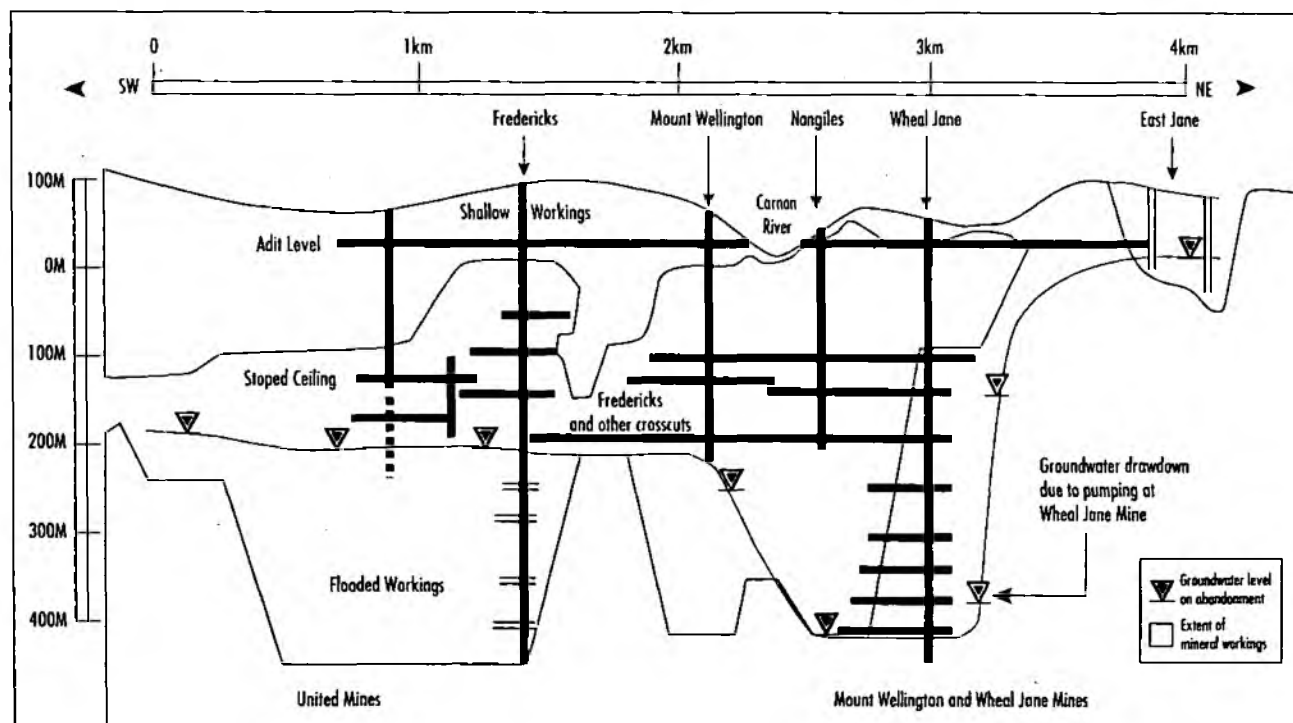 0 1km 2km 3km 4km
SW NE
Fredericks Mount Wellington Nangiles Wheal Jane East Jane
100M
Shallow Workings
Carnon
River
Adit Level
0M
100M
Stoped Ceiling
Fredericks
and other crosscuts
200M
Groundwater drawdown
due to pumping at
Wheal Jane Mine
300M
Flooded Workings
400M
Groundwater level
on abandonment
Extent of
mineral workings
United Mines
Mount Wellington and Wheal Jane Mines